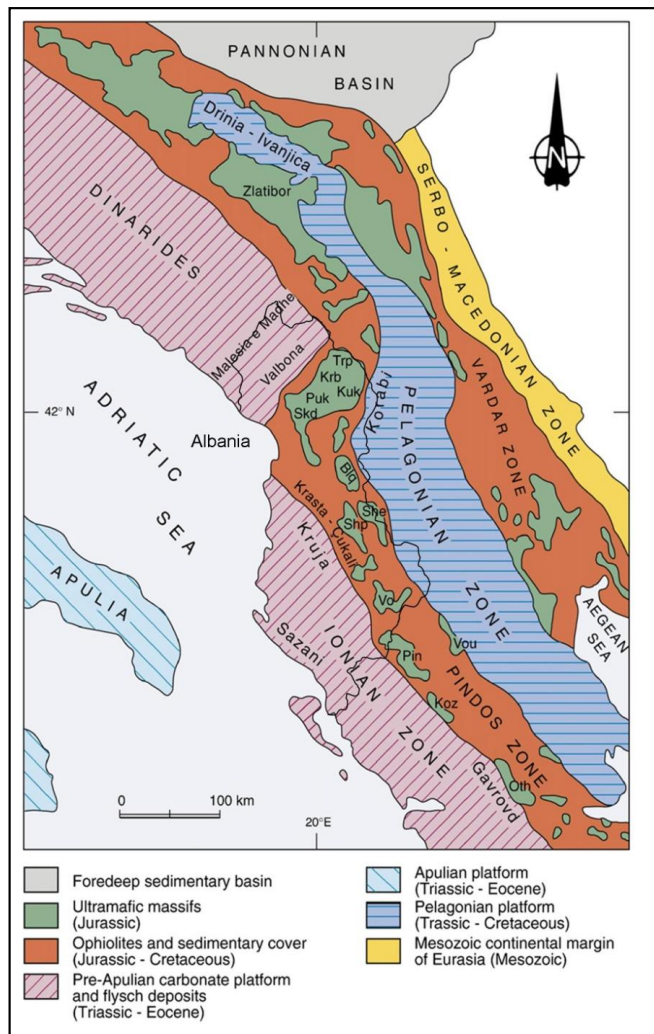 PANNONIAN
BASIN
Drinia - Ivanjica
Zlatibor
DINARIDES
SERBO - MACEDONIAN ZONE
N
Malesia e Madhe
Valbona
Trp
Krb
Kuk
Puk
Skd
Korabi
PELAGONIAN
ZONE
VARDAR ZONE
42° N
ADRIATIC
SEA
Albania
Blq
She
Shp
Krasta - Çukali
Kruja
APULIA
Sazani
IONIAN
ZONE
Vo
Vou
Pin
Koz
PINDOS ZONE
AEGEAN
SEA
Gavrovd
Oth
0 100 km
20°E
Foredeep sedimentary basin
Ultramafic massifs
(Jurassic)
Ophiolites and sedimentary cover
(Jurassic - Cretaceous)
Pre-Apulian carbonate platform
and flysch deposits
(Triassic - Eocene)
Apulian platform
(Triassic - Eocene)
Pelagonian platform
(Trassic - Cretaceous)
Mesozoic continental margin
of Eurasia (Mesozoic)